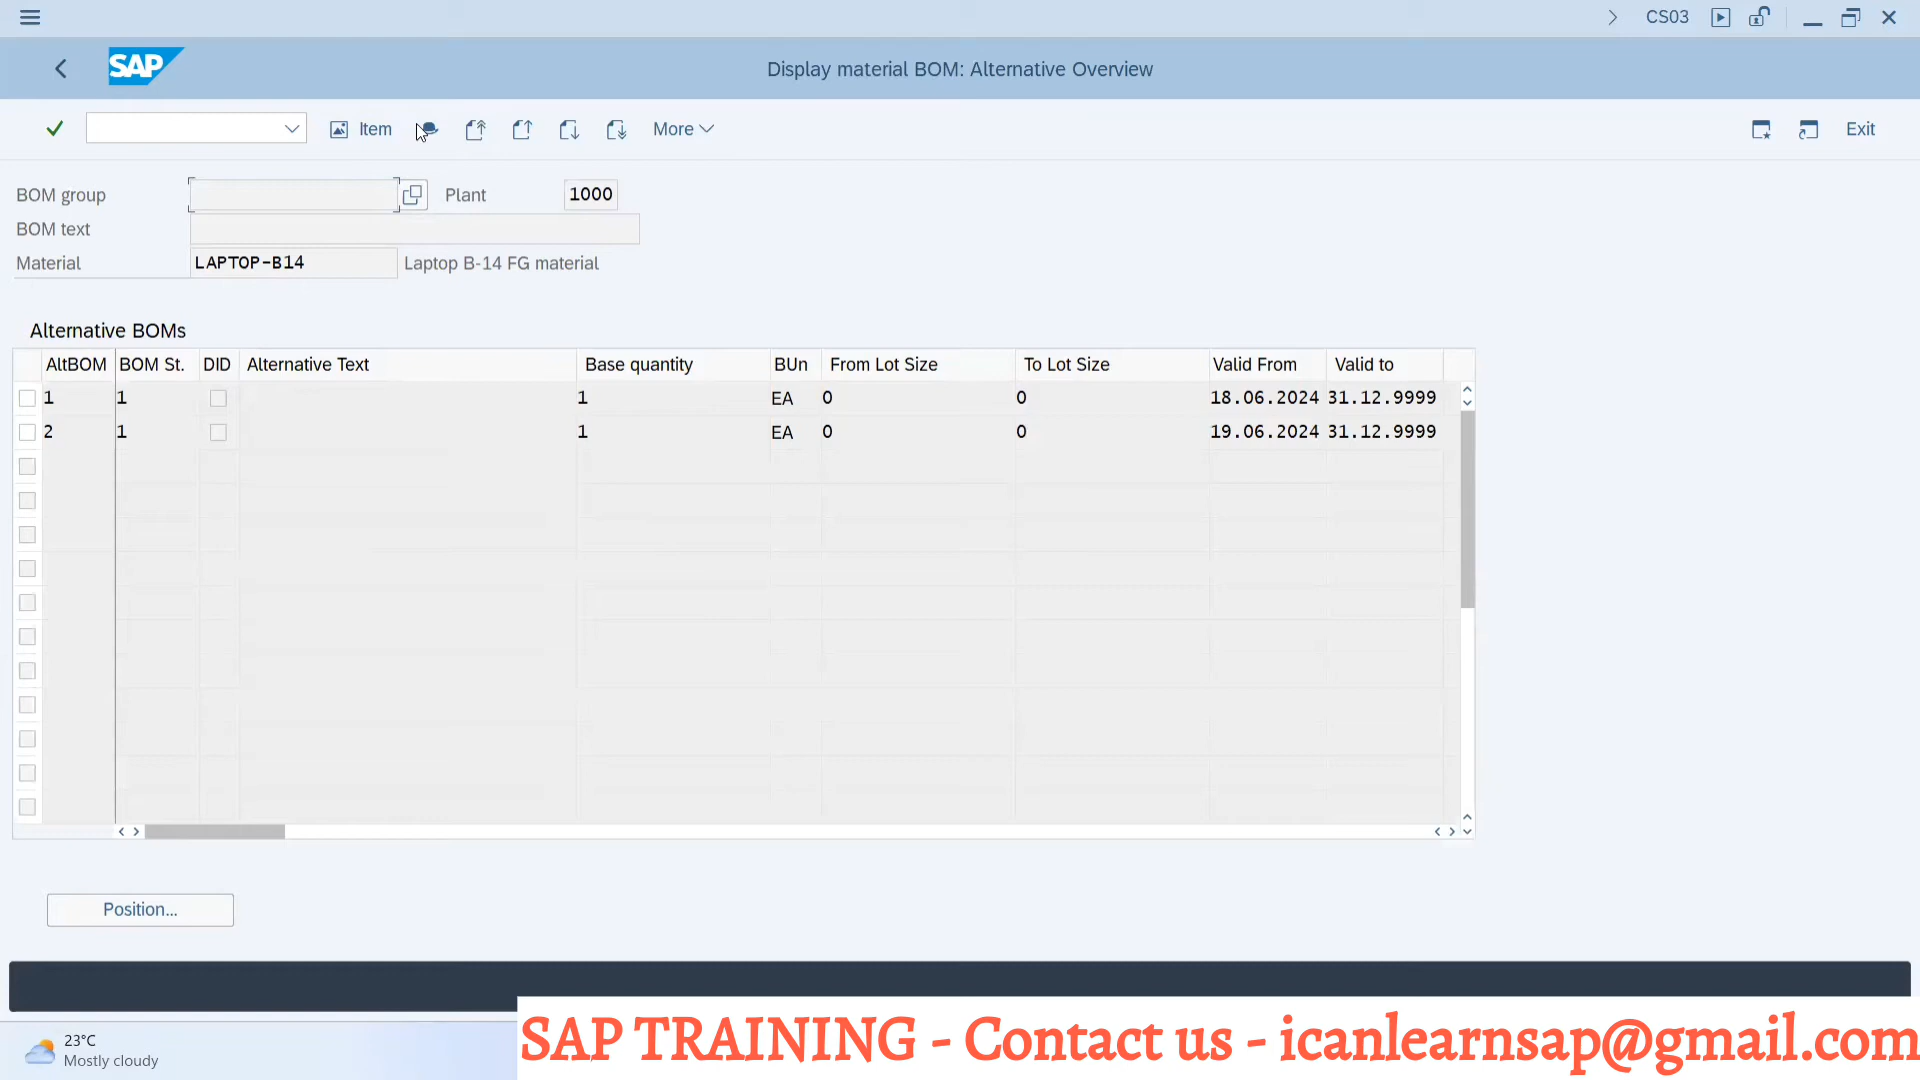 CS03
SAP
Display material BOM: Alternative Overview
Item
More
Exit
BOM group
Plant
1000
BOM text
Material
LAPTOP-B14
Laptop B-14 FG material
Alternative BOMs
AltBOM BOM St. DID Alternative Text Base quantity BUn From Lot Size To Lot Size Valid From Valid to
1 1 1 EA 0 0 18.06.2024 31.12.9999
2 1 1 EA 0 0 19.06.2024 31.12.9999
Position...
23°C
Mostly cloudy
SAP TRAINING - Contact us - icanlearnsap@gmail.com